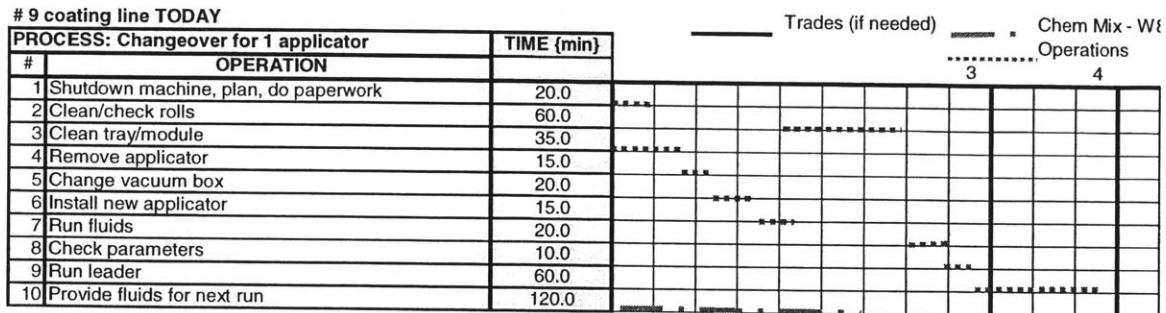 # 9 coating line TODAY
Trades (if needed)
Chem Mix -
Operations
PROCESS: Changeover for 1 applicator TIME {min}
# OPERATION
3 4
1 Shutdown machine, plan, do paperwork 20.0
2 Clean/check rolls 60.0
3 Clean tray/module 35.0
4 Remove applicator 15.0
5 Change vacuum box 20.0
6 Install new applicator 15.0
7 Run fluids 20.0
8 Check parameters 10.0
9 Run leader 60.0
10 Provide fluids for next run 120.0